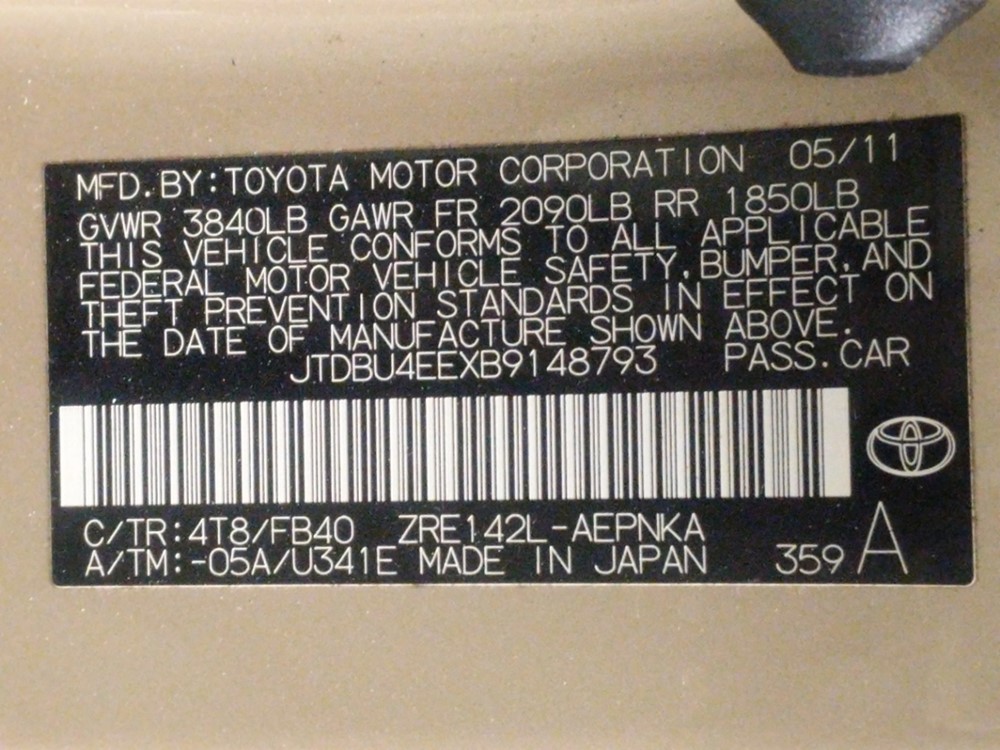 MFD.BY:TOYOTA MOTOR CORPORATION 05/11
GVWR 3840LB GAWR FR 2090LB RR 1850LB
THIS VEHICLE CONFORMS TO ALL APPLICABLE
FEDERAL MOTOR VEHICLE SAFETY,BUMPER,AND
THEFT PREVENTION STANDARDS IN EFFECT ON
THE DATE OF MANUFACTURE SHOWN ABOVE.
JTDBU4EEXB9148793 PASS.CAR
C/TR:4T8/FB40 ZRE142L-AEPNKA
A/TM:-05A/U341E MADE IN JAPAN 359 A